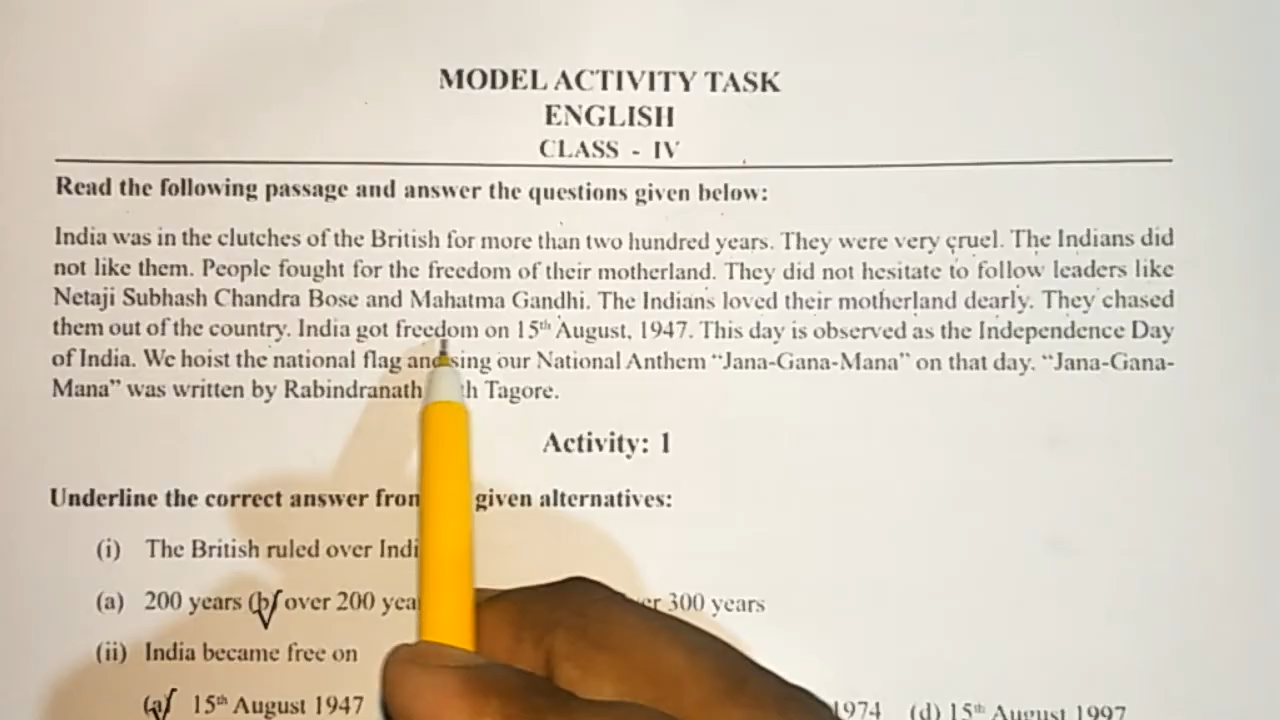 MODEL ACTIVITY TASK
ENGLISH
CLASS - IV
Read the following passage and answer the questions given below:
India was in the clutches of the British for more than two hundred years. They were very cruel. The Indians did
not like them. People fought for the freedom of their motherland. They did not hesitate to follow leaders like
Netaji Subhash Chandra Bose and Mahatma Gandhi. The Indians loved their motherland dearly. They chased
them out of the country. India got freedom on 15th August, 1947. This day is observed as the Independence Day
of India. We hoist the national flag and sing our National Anthem “Jana-Gana-Mana” on that day. “Jana-Gana-
Mana” was written by Rabindranath Tagore.
Activity: 1
Underline the correct answer given alternatives:
(i) The British ruled over
(a) 200 years (b) over 200 300 years
(ii) India became free on
(a) 15th August 1947 1974 (d) 15th August 1997